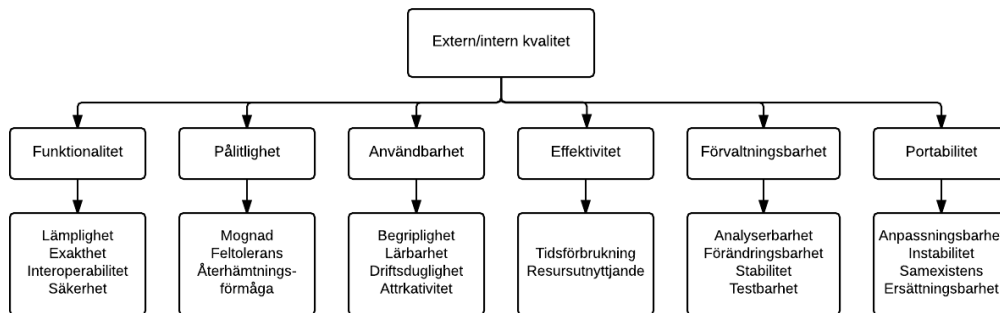 Extern/intern kvalitet
Funktionalitet
Pålitlighet
Användbarhet
Effektivitet
Förvaltningsbarhet
Portabilitet
Lämplighet
Exakthet
Interoperabilitet
Säkerhet
Mognad
Feltolerans
Återhämtnings-
förmåga
Begriplighet
Lärbarhet
Driftsduglighet
Attrkativitet
Tidsförbrukning
Resursutnyttjande
Analyserbarhet
Förändringsbarhet
Stabilitet
Testbarhet
Anpassningsbarhet
Instabilitet
Samexistens
Ersättningsbarhet